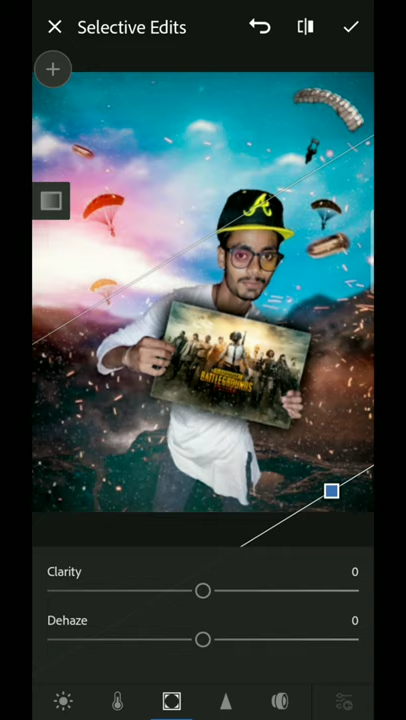 Selective Edits
A
BATTLEGROUNDS
Clarity 0
Dehaze 0